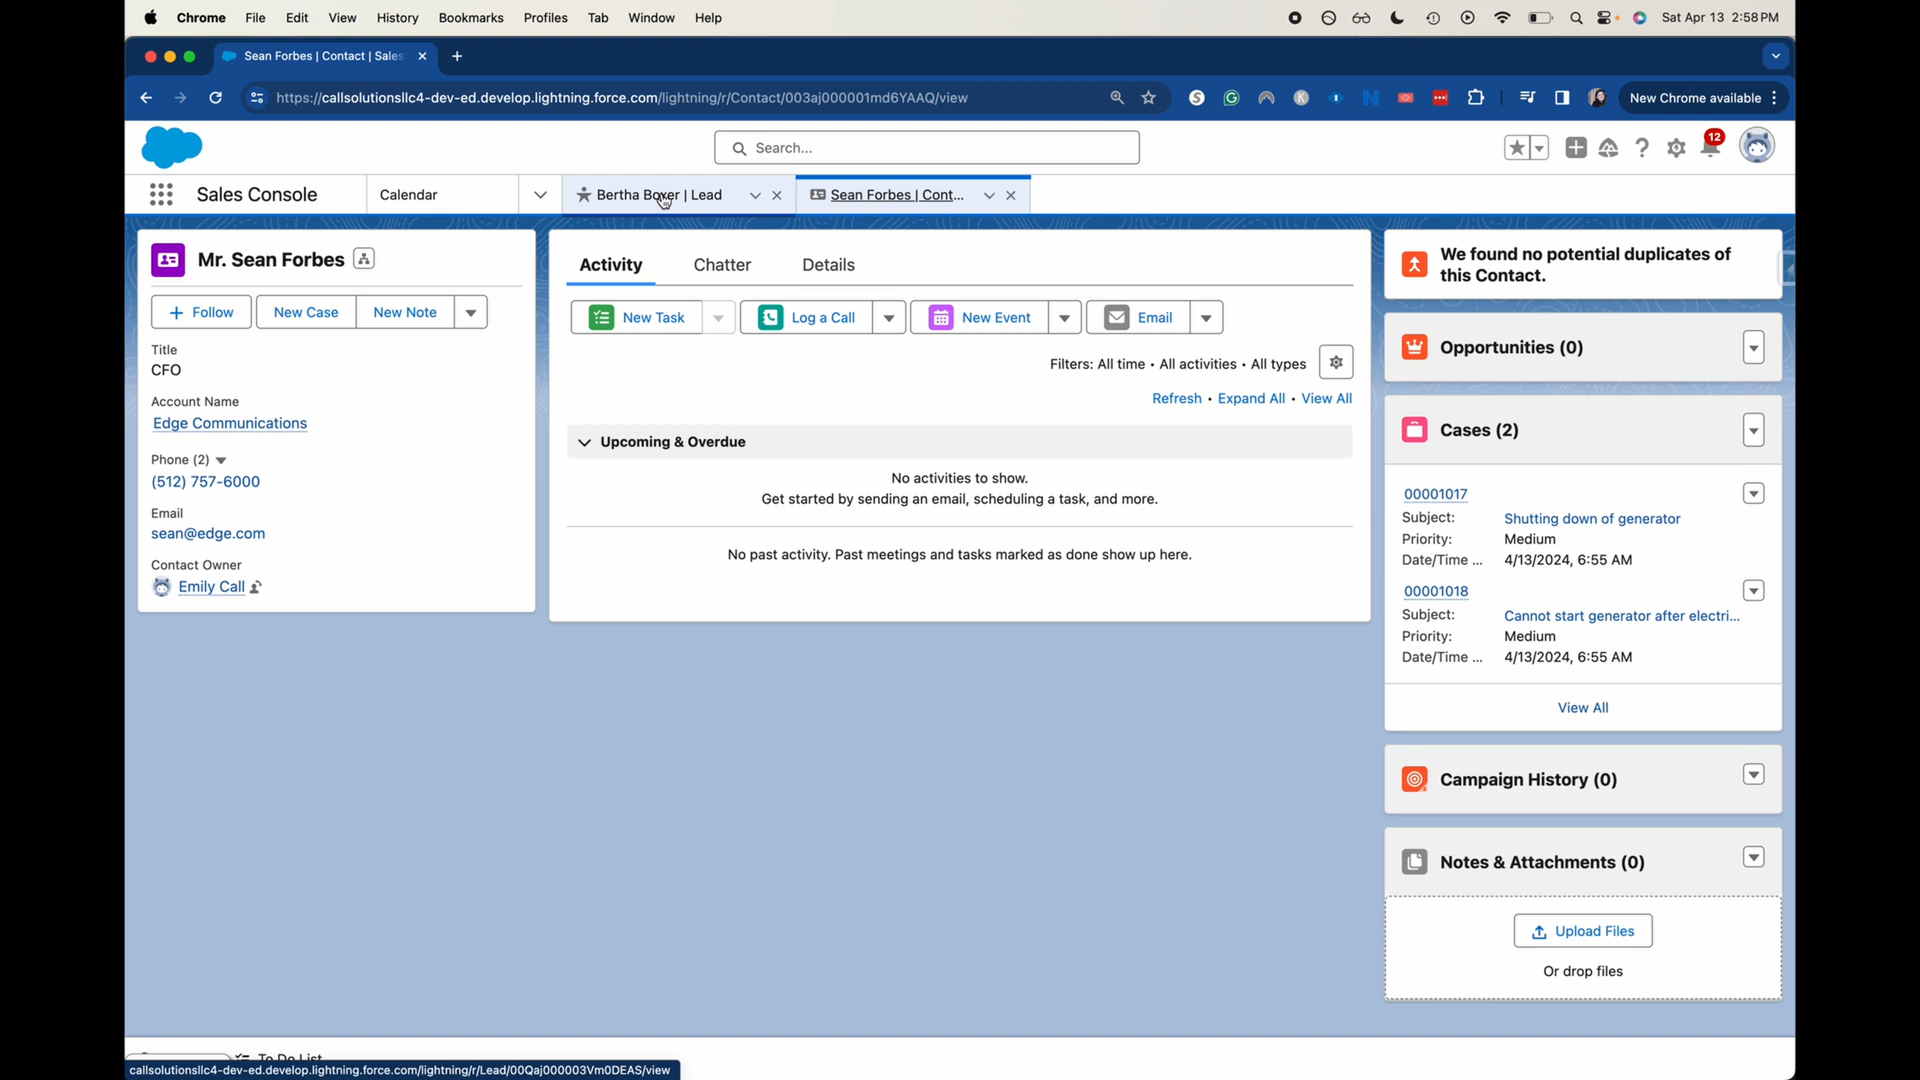 Chrome File Edit View History Bookmarks Profiles Tab Window Help Sat Apr 13 2:58 PM
Sean Forbes | Contact | Sales
https://callsolutionsllc4-dev-ed.develop.lightning.force.com/lightning/r/Contact/003aj000001md6YAAQ/view New Chrome available
Search... 12
Sales Console Calendar Bertha Boxer | Lead Sean Forbes | Cont...
Mr. Sean Forbes
+ Follow New Case New Note
Title
CFO
Account Name
Edge Communications
Phone (2)
(512) 757-6000
Email
sean@edge.com
Contact Owner
Emily Call
Activity Chatter Details
New Task Log a Call New Event Email
Filters: All time • All activities • All types
Refresh • Expand All • View All
Upcoming & Overdue
No activities to show.
Get started by sending an email, scheduling a task, and more.
No past activity. Past meetings and tasks marked as done show up here.
We found no potential duplicates of
this Contact.
Opportunities (0)
Cases (2)
00001017
Subject: Shutting down of generator
Priority: Medium
Date/Time ... 4/13/2024, 6:55 AM
00001018
Subject: Cannot start generator after electri...
Priority: Medium
Date/Time ... 4/13/2024, 6:55 AM
View All
Campaign History (0)
Notes & Attachments (0)
Upload Files
Or drop files
To Do List
callsolutionsllc4-dev-ed.develop.lightning.force.com/lightning/r/Lead/00Qaj000003Vm0DEAS/view